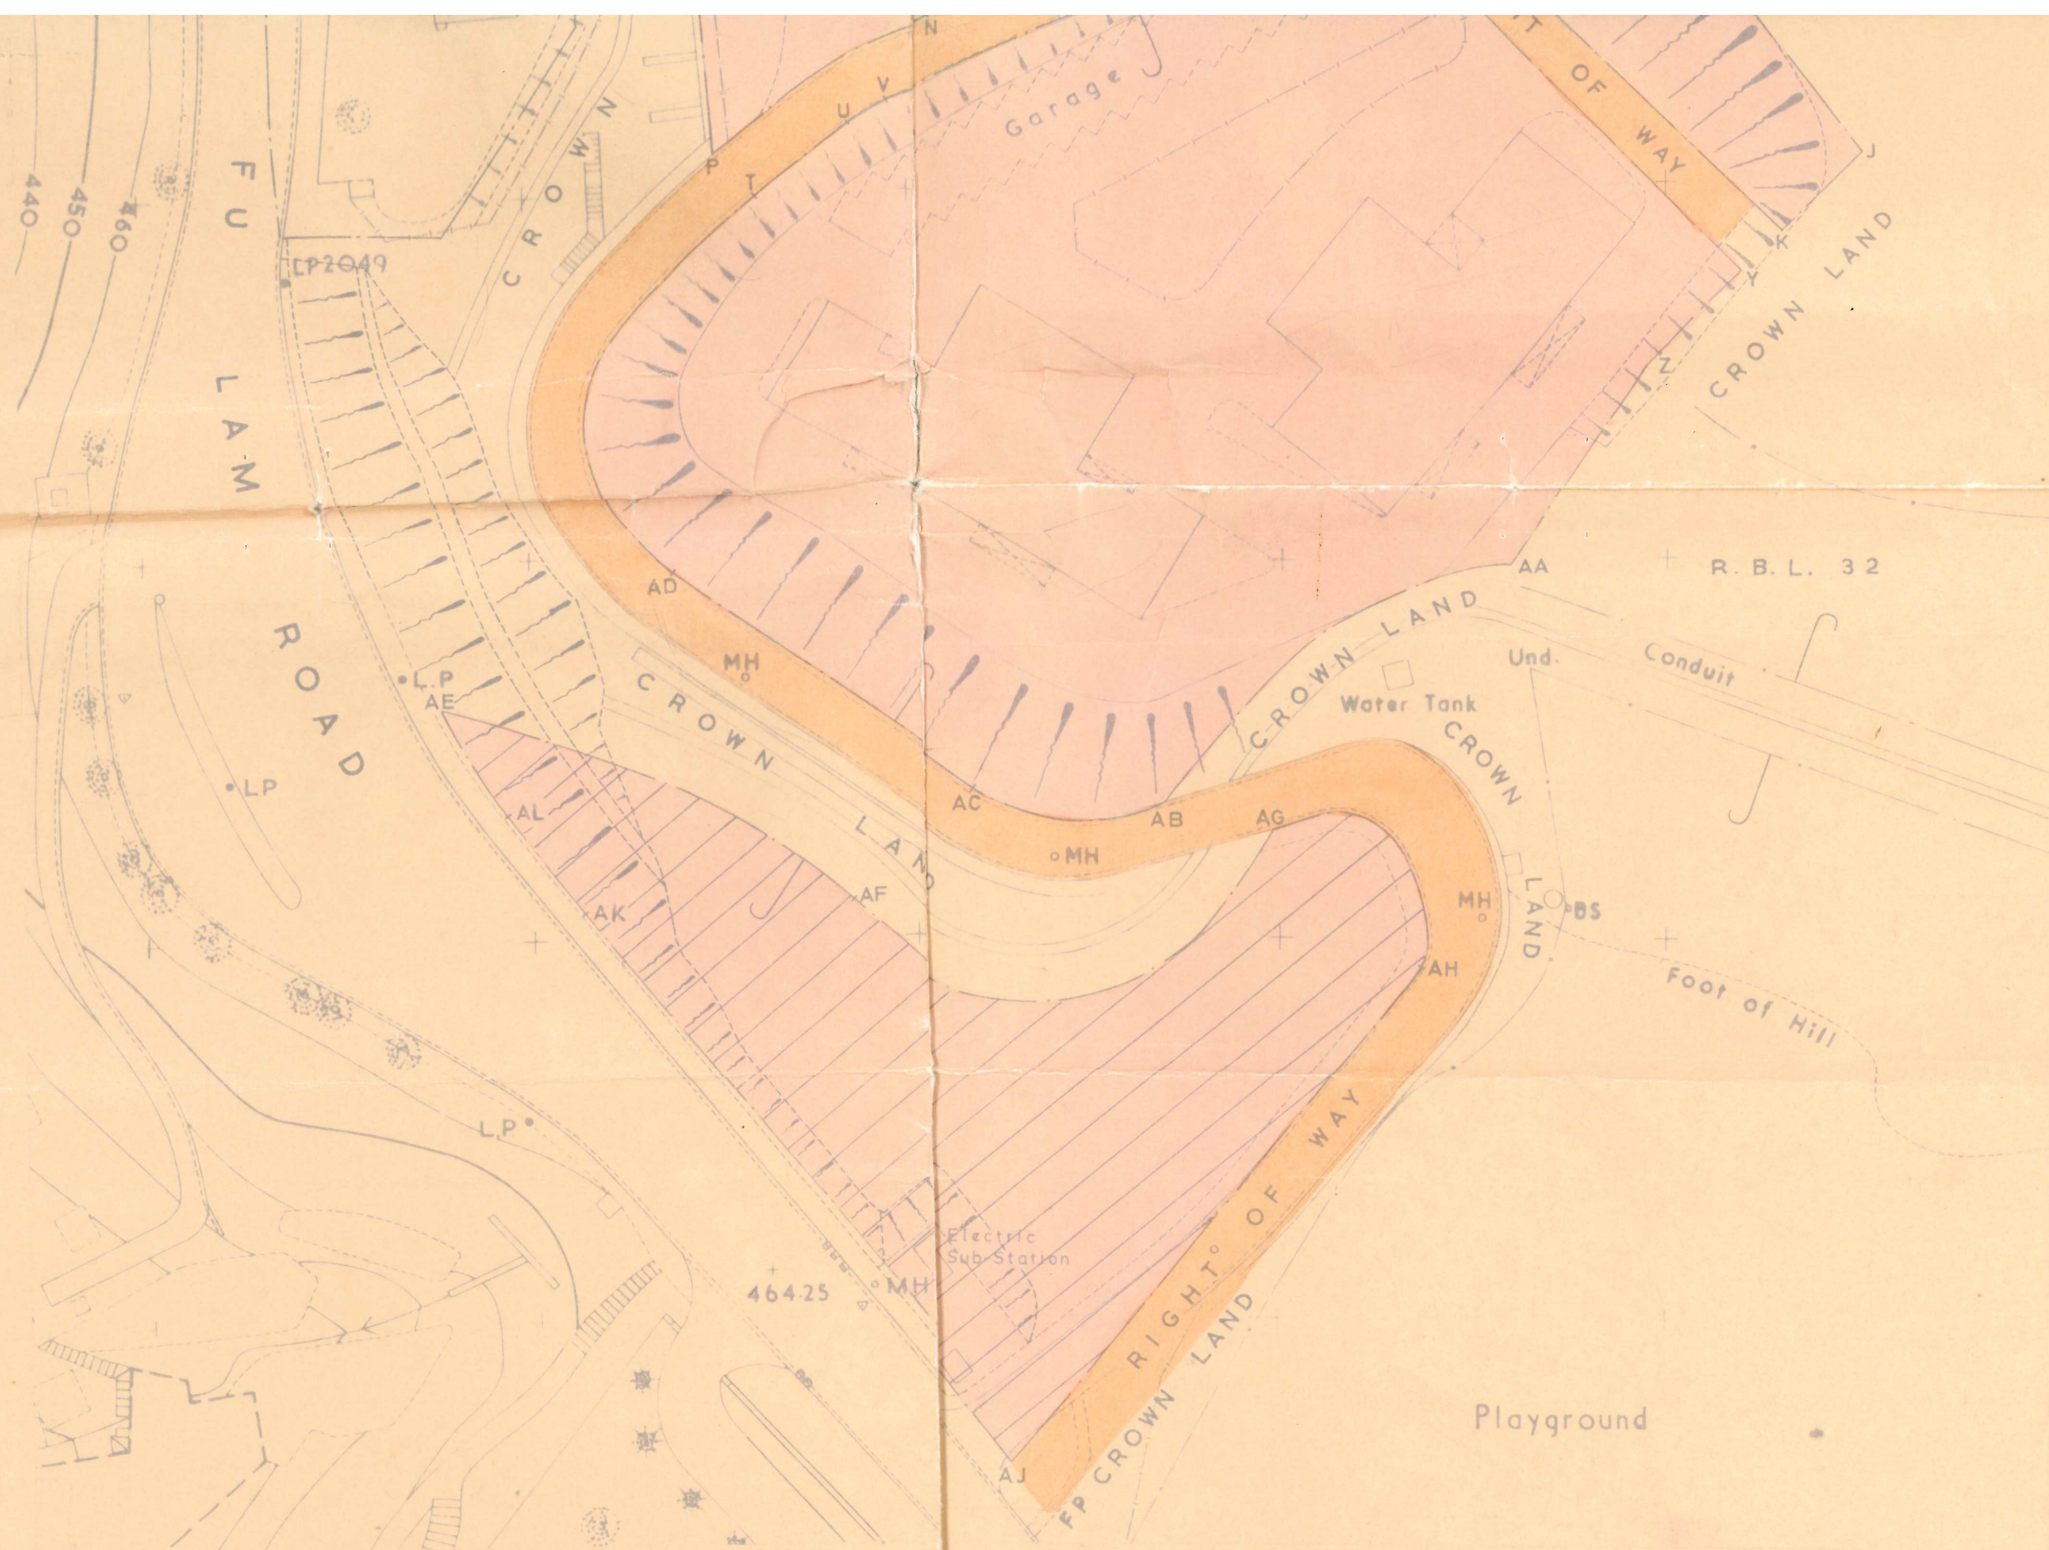 N
V
U
Garage
T
OF
WAY
J
K
Y
Z
CROWN LAND
P
T
CROWN
440
450
460
FU LAM ROAD
LP2049
AA
R.B.L. 32
AD
MH
CROWN LAND
Und.
Conduit
Water Tank
L.P
AE
CROWN LAND
CROWN LAND
LP
AL
AC
AB
AG
MH
AF
AK
MH
BS
AH
Foot of Hill
LP
RIGHT OF WAY
Electric
Sub-Station
464.25
MH
CROWN LAND
FP
Playground
AJ